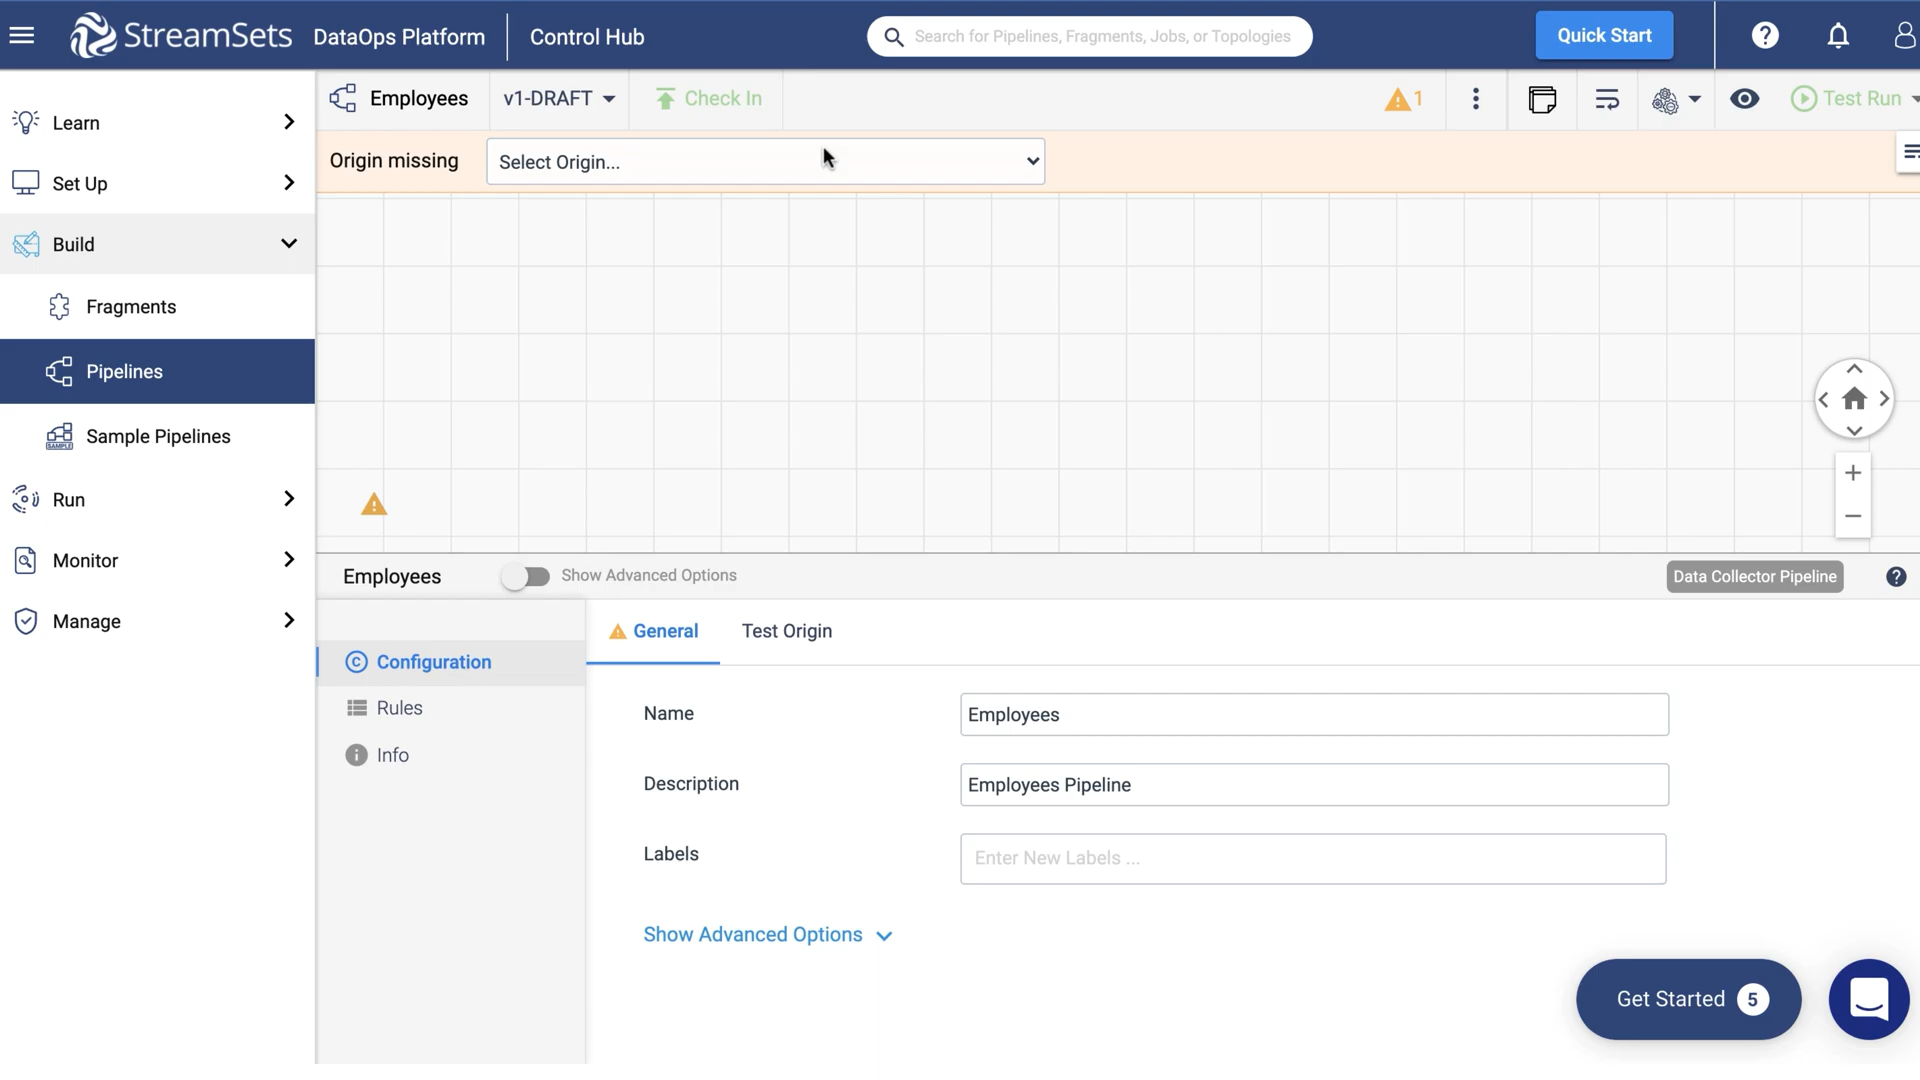 StreamSets DataOps Platform Control Hub Search for Pipelines, Fragments, Jobs, or Topologies Quick Start ?
Learn
Set Up
Build
Fragments
Pipelines
SAMPLE Sample Pipelines
Run
Monitor
Manage
Employees v1-DRAFT Check In 1 Test Run
Origin missing Select Origin...
Employees Show Advanced Options Data Collector Pipeline ?
C Configuration
Rules
i Info
General Test Origin
Name Employees
Description Employees Pipeline
Labels Enter New Labels ...
Show Advanced Options
Get Started 5